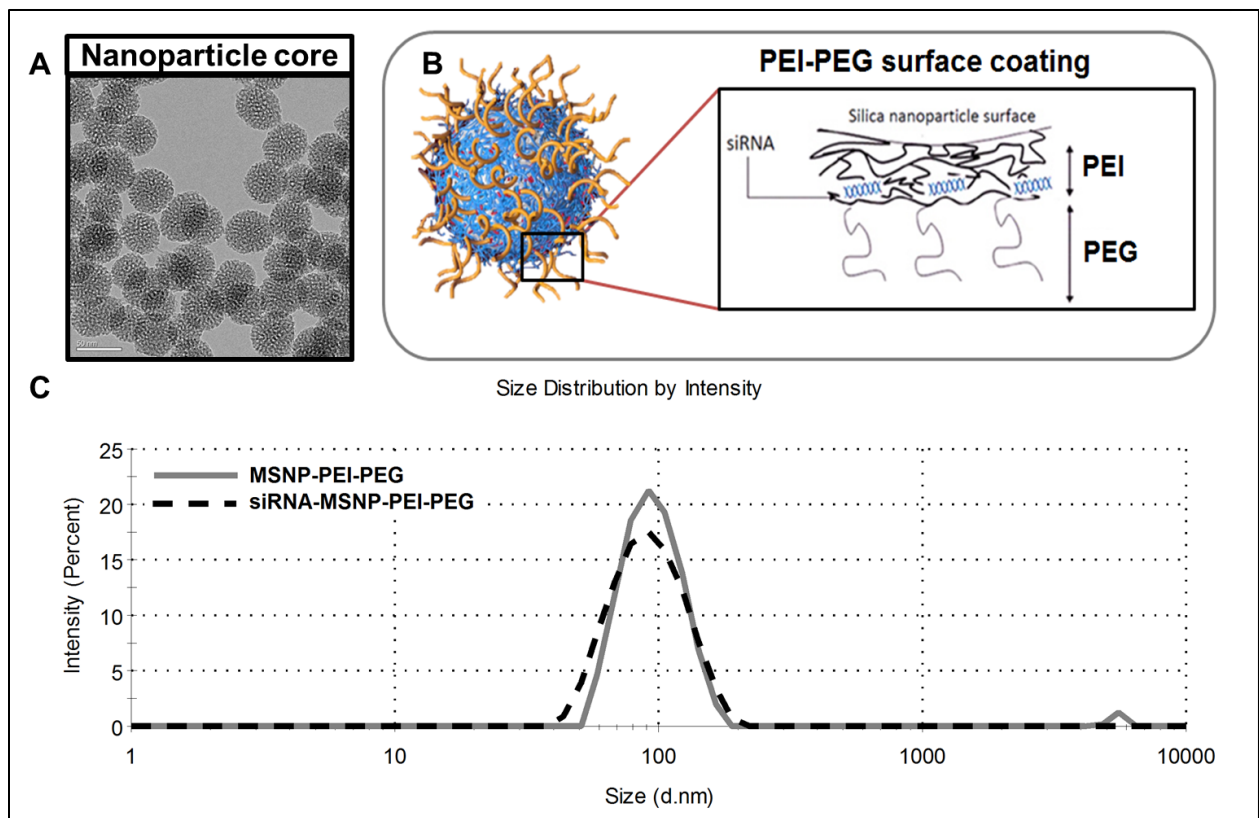 A
Nanoparticle core
50 nm
B
PEI-PEG surface coating
Silica nanoparticle surface
siRNA
PEI
PEG
C
Size Distribution by Intensity
Intensity (Percent)
25
20
15
10
5
0
MSNP-PEI-PEG
siRNA-MSNP-PEI-PEG
1
10
100
1000
10000
Size (d.nm)